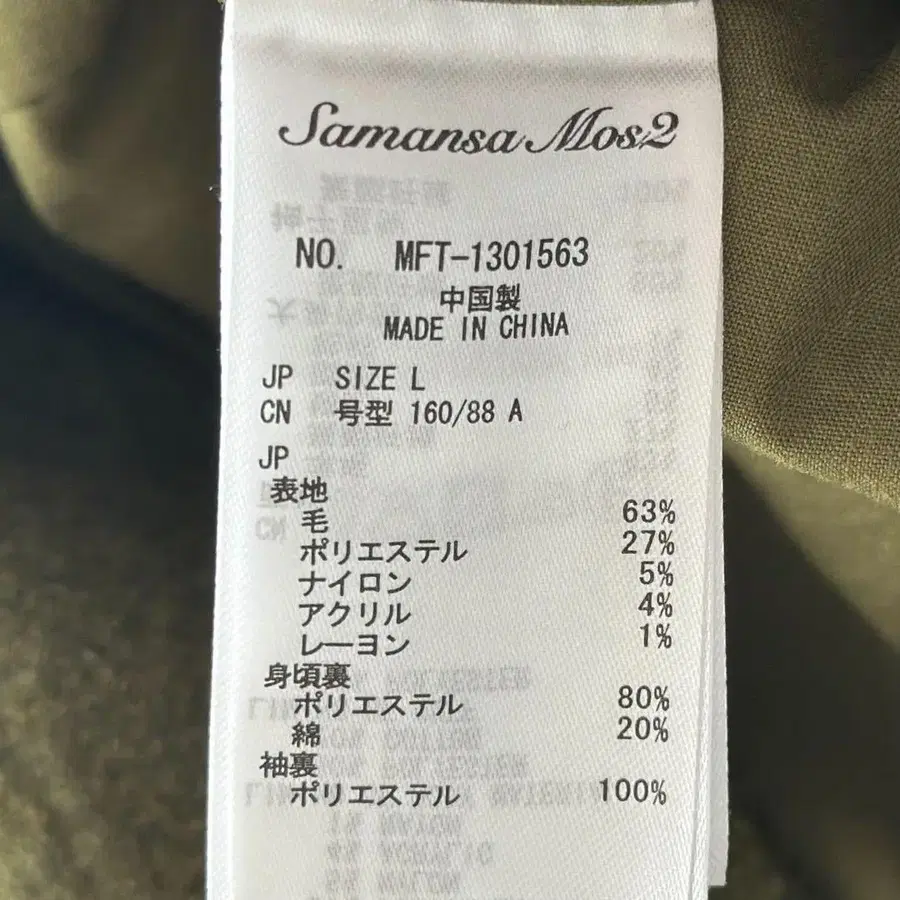 Samansa Mos2
NO. MFT-1301563
中国製
MADE IN CHINA
JP SIZE L
CN 号型 160/88 A
JP
表地
毛 63%
ポリエステル 27%
ナイロン 5%
アクリル 4%
レーヨン 1%
身頃裏
ポリエステル 80%
綿 20%
袖裏
ポリエステル 100%